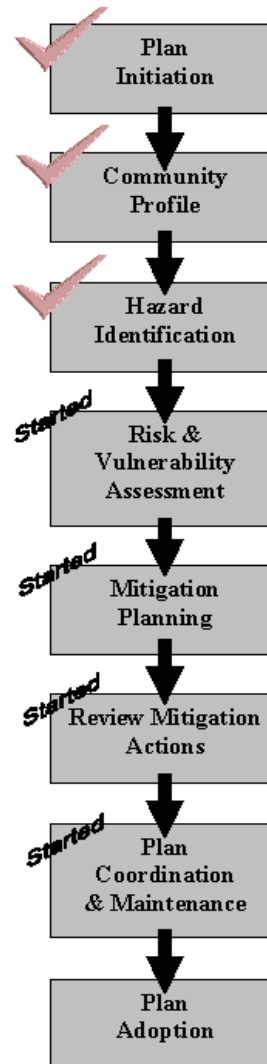 Plan
Initiation
Community
Profile
Hazard
Identification
Started
Risk &
Vulnerability
Assessment
Started
Mitigation
Planning
Started
Review Mitigation
Actions
Started
Plan
Coordination
& Maintenance
Plan
Adoption